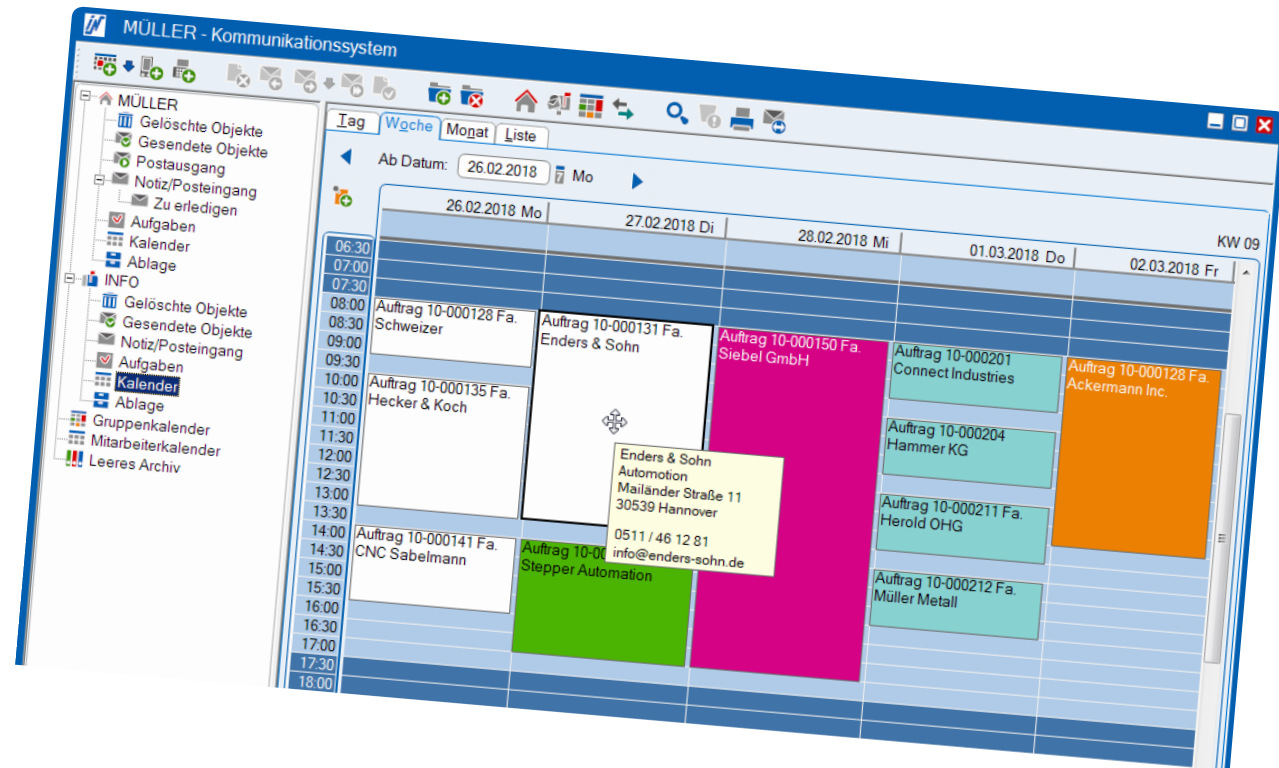 MÜLLER - Kommunikationssystem
MÜLLER
Gelöschte Objekte
Gesendete Objekte
Postausgang
Notiz/Posteingang
Zu erledigen
Aufgaben
Kalender
Ablage
INFO
Gelöschte Objekte
Gesendete Objekte
Notiz/Posteingang
Aufgaben
Kalender
Ablage
Gruppenkalender
Mitarbeiterkalender
Leeres Archiv
Tag Woche Monat Liste
Ab Datum: 26.02.2018 7 Mo
KW 09
26.02.2018 Mo 27.02.2018 Di 28.02.2018 Mi 01.03.2018 Do 02.03.2018 Fr
06:30
07:00
07:30
08:00
08:30
09:00
09:30
10:00
10:30
11:00
11:30
12:00
12:30
13:00
13:30
14:00
14:30
15:00
15:30
16:00
16:30
17:00
17:30
18:00
Auftrag 10-000128 Fa.
Schweizer
Auftrag 10-000135 Fa.
Hecker & Koch
Auftrag 10-000141 Fa.
CNC Sabelmann
Auftrag 10-000131 Fa.
Enders & Sohn
Auftrag 10-00
Stepper Automation
Enders & Sohn
Automotion
Mailänder Straße 11
30539 Hannover
0511 / 46 12 81
info@enders-sohn.de
Auftrag 10-000150 Fa.
Siebel GmbH
Auftrag 10-000201
Connect Industries
Auftrag 10-000204
Hammer KG
Auftrag 10-000211 Fa.
Herold OHG
Auftrag 10-000212 Fa.
Müller Metall
Auftrag 10-000128 Fa.
Ackermann Inc.